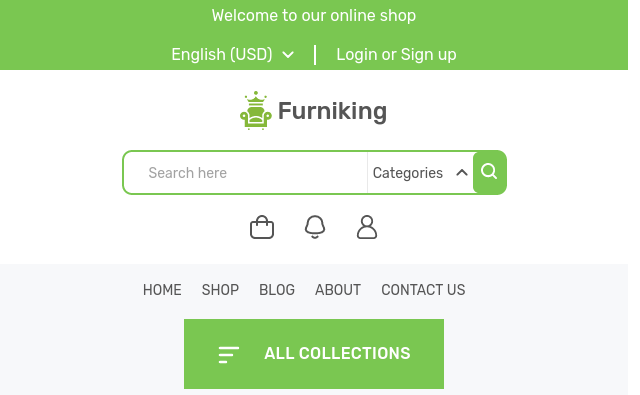 Welcome to our online shop
English (USD)
Login or Sign up
Furniking
Search here
Categories
HOME SHOP BLOG ABOUT CONTACT US
ALL COLLECTIONS